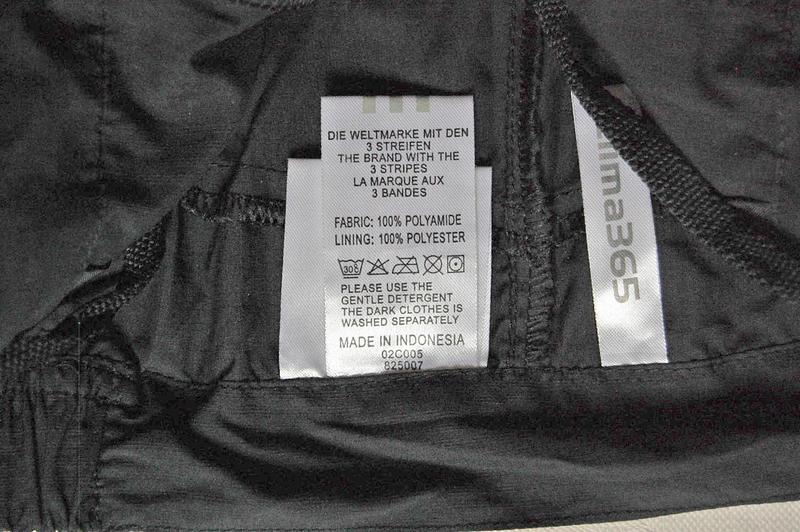 DIE WELTMARKE MIT DEN
3 STREIFEN
THE BRAND WITH THE
3 STRIPES
LA MARQUE AUX
3 BANDES
FABRIC: 100% POLYAMIDE
LINING: 100% POLYESTER
30°c
PLEASE USE THE
GENTLE DETERGENT
THE DARK CLOTHES IS
WASHED SEPARATELY
MADE IN INDONESIA
02C005
825007
lima365